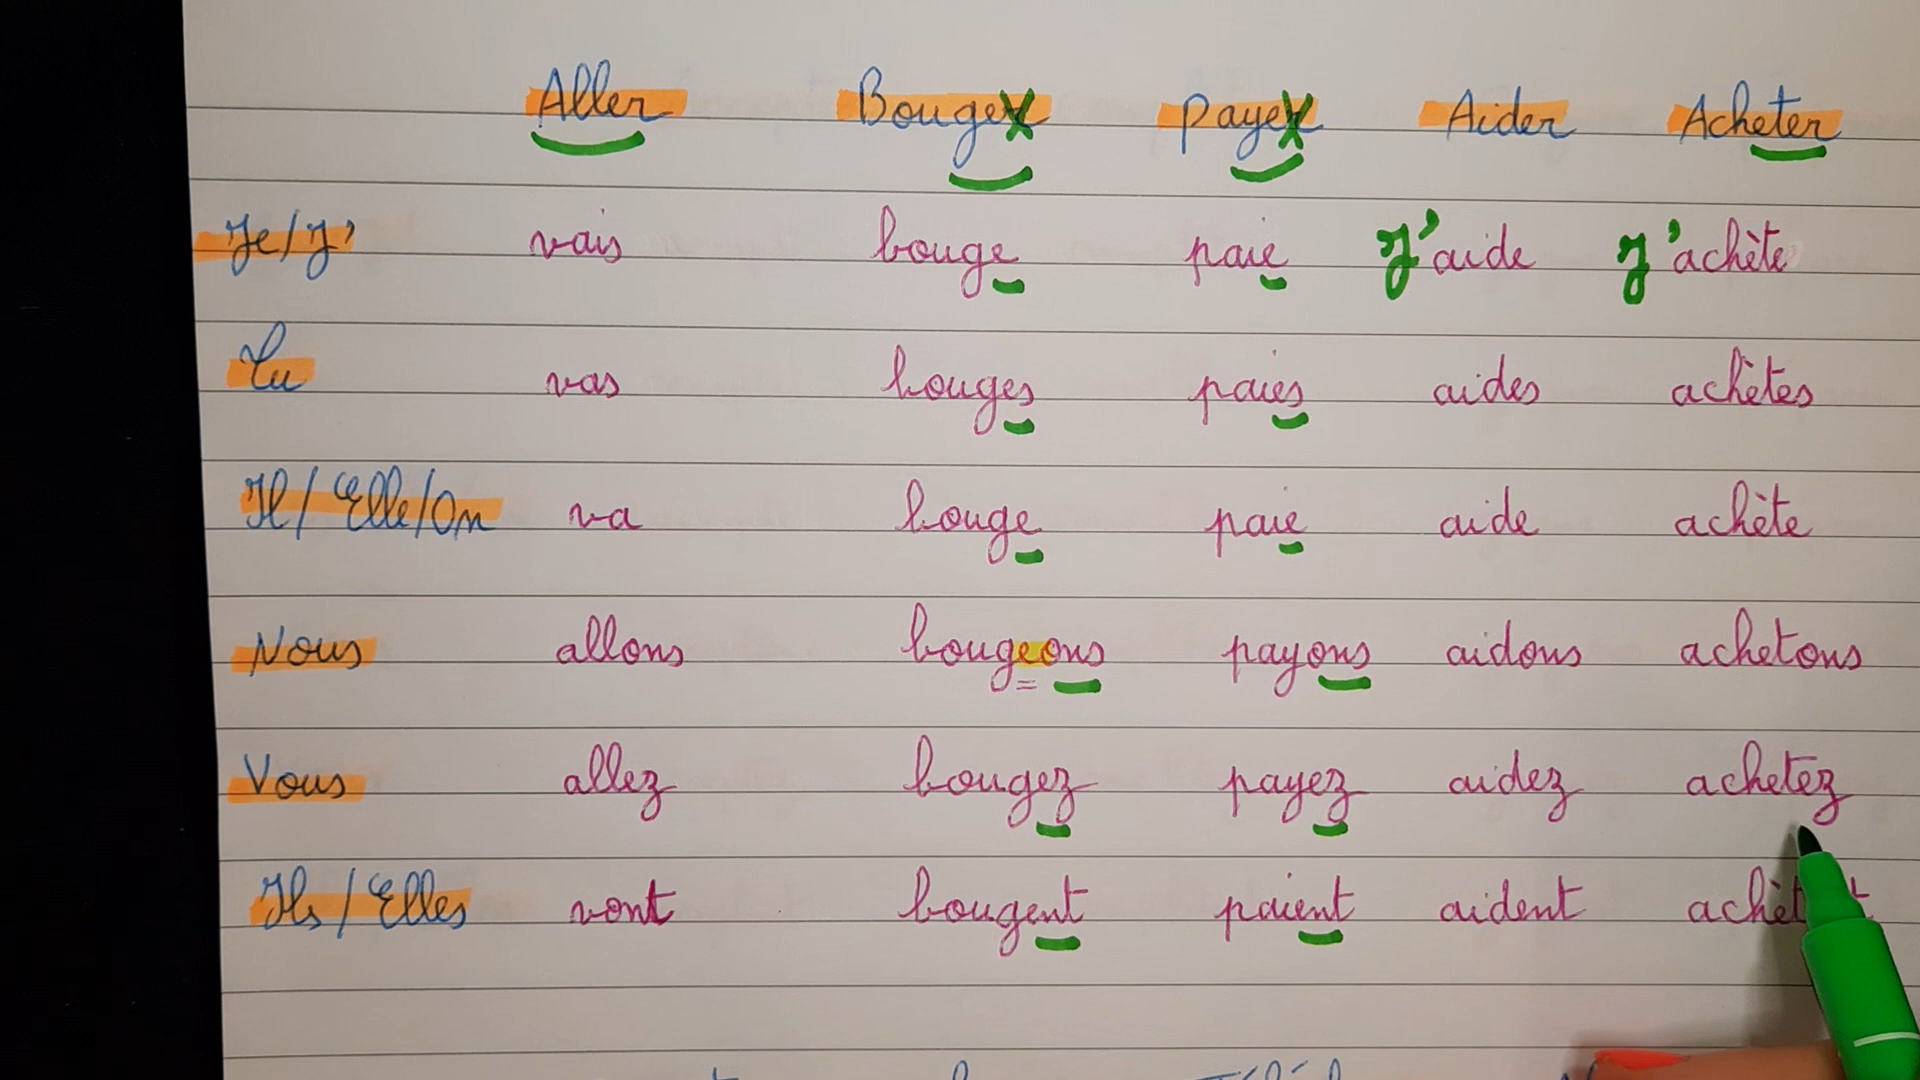 Aller Bouger Payer Aider Acheter
Je/J' vais bouge paie J'aide J'achète
Tu vas bouges paies aides achètes
Il/Elle/On va bouge paie aide achète
Nous allons bougeons payons aidons achetons
Vous allez bougez payez aidez achetez
Ils/Elles vont bougent paient aident